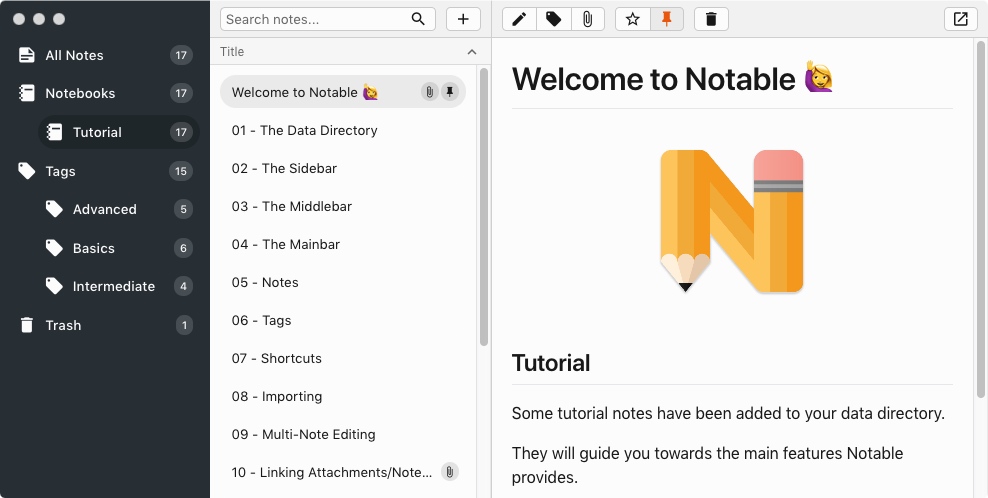 All Notes 17
Notebooks 17
Tutorial 17
Tags 15
Advanced 5
Basics 6
Intermediate 4
Trash 1
Search notes...
Title
Welcome to Notable 🙋
01 - The Data Directory
02 - The Sidebar
03 - The Middlebar
04 - The Mainbar
05 - Notes
06 - Tags
07 - Shortcuts
08 - Importing
09 - Multi-Note Editing
10 - Linking Attachments/Note...
Welcome to Notable 🙋
Tutorial
Some tutorial notes have been added to your data directory.
They will guide you towards the main features Notable
provides.